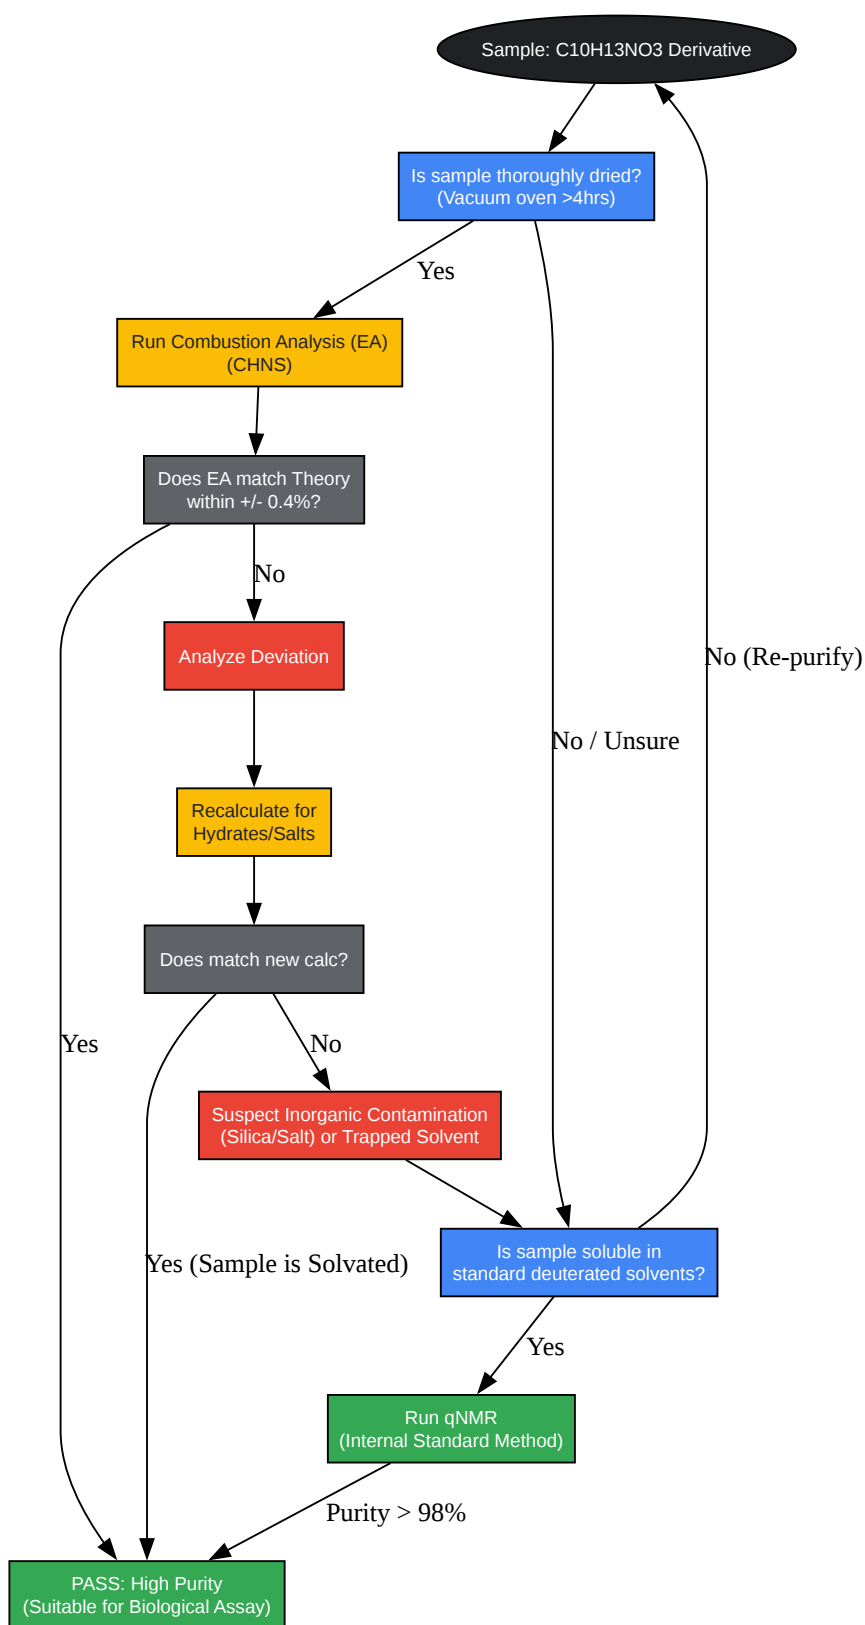 Sample: C10H13NO3 Derivative
Is sample thoroughly dried?
(Vacuum oven >4hrs)
Yes
Run Combustion Analysis (EA)
(CHNS)
Does EA match Theory
within +/- 0.4%?
No
Analyze Deviation
No (Re-purify)
No / Unsure
Recalculate for
Hydrates/Salts
Does match new calc?
Yes
No
Suspect Inorganic Contamination
(Silica/Salt) or Trapped Solvent
Yes (Sample is Solvated)
Is sample soluble in
standard deuterated solvents?
Yes
Run qNMR
(Internal Standard Method)
Purity > 98%
PASS: High Purity
(Suitable for Biological Assay)